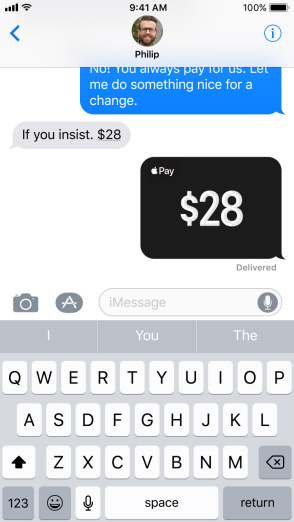 9:41 AM
100%
Philip
No! You always pay for us. Let
me do something nice for a
change.
If you insist. $28
Pay
$28
Delivered
iMessage
I You The
Q W E R T Y U I O P
A S D F G H J K L
Z X C V B N M
123 space return